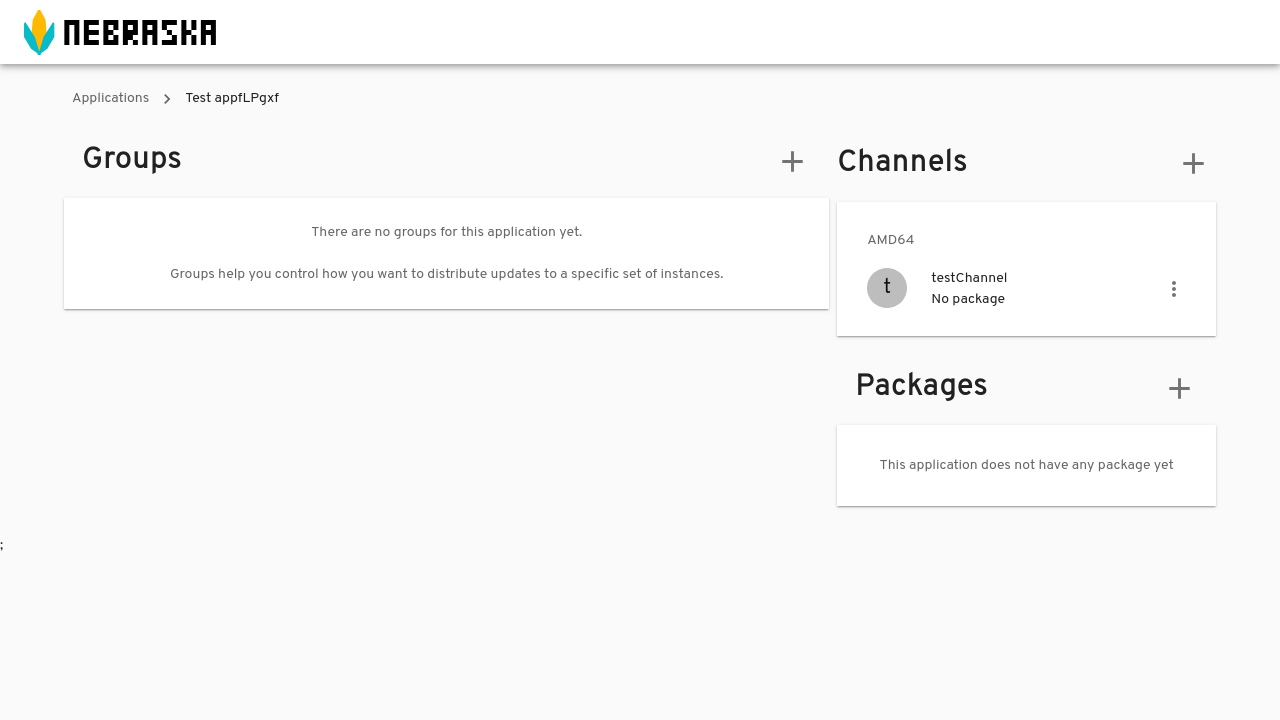 NEBRASKA
Applications > Test appfLPgxf
Groups
There are no groups for this application yet.
Groups help you control how you want to distribute updates to a specific set of instances.
Channels
AMD64
t
testChannel
No package
Packages
This application does not have any package yet
;